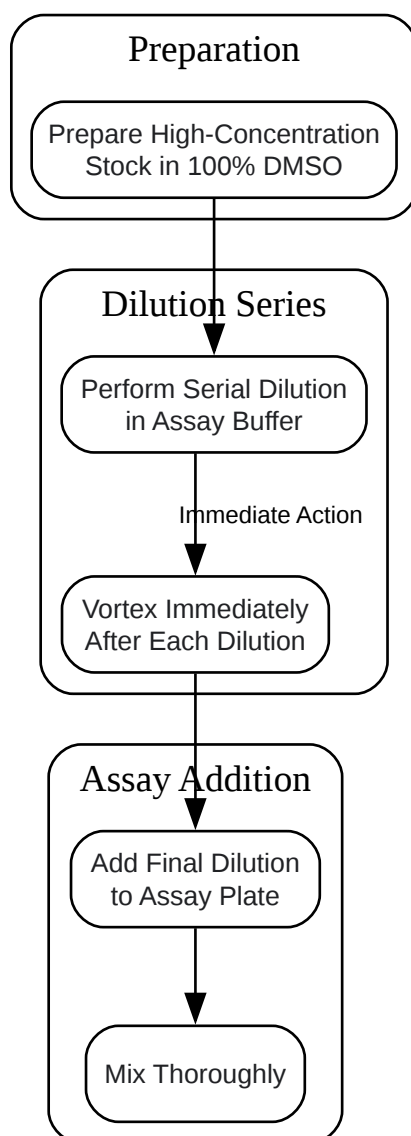 Preparation
Prepare High-Concentration
Stock in 100% DMSO
Dilution Series
Perform Serial Dilution
in Assay Buffer
Immediate Action
Vortex Immediately
After Each Dilution
Assay Addition
Add Final Dilution
to Assay Plate
Mix Thoroughly